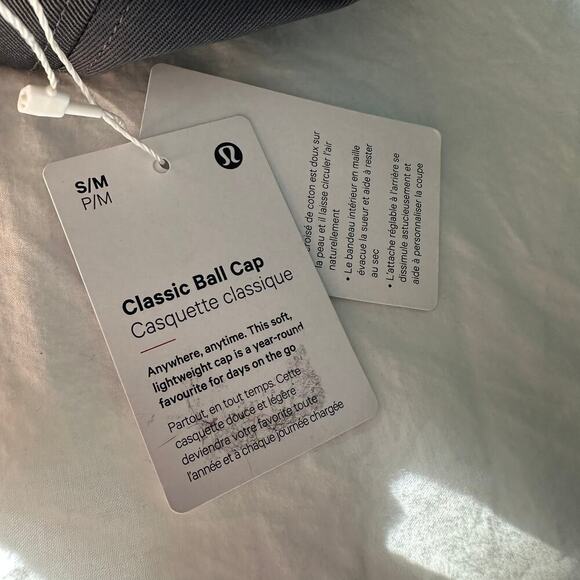 S/M
P/M
Classic Ball Cap
Casquette classique
Anywhere, anytime. This soft,
lightweight cap is a year-round
favourite for days on the go
Partout, en tout temps. Cette
casquette douce et légère
deviendra votre favorite toute
l'année et à chaque journée chargée
de coton est doux sur
la peau et il laisse circuler l'air
naturellement
• Le bandeau intérieur en maille
évacue la sueur et aide à rester
au sec
• L'attache réglable à l'arrière se
dissimule astucieusement et
aide à personnaliser la coupe